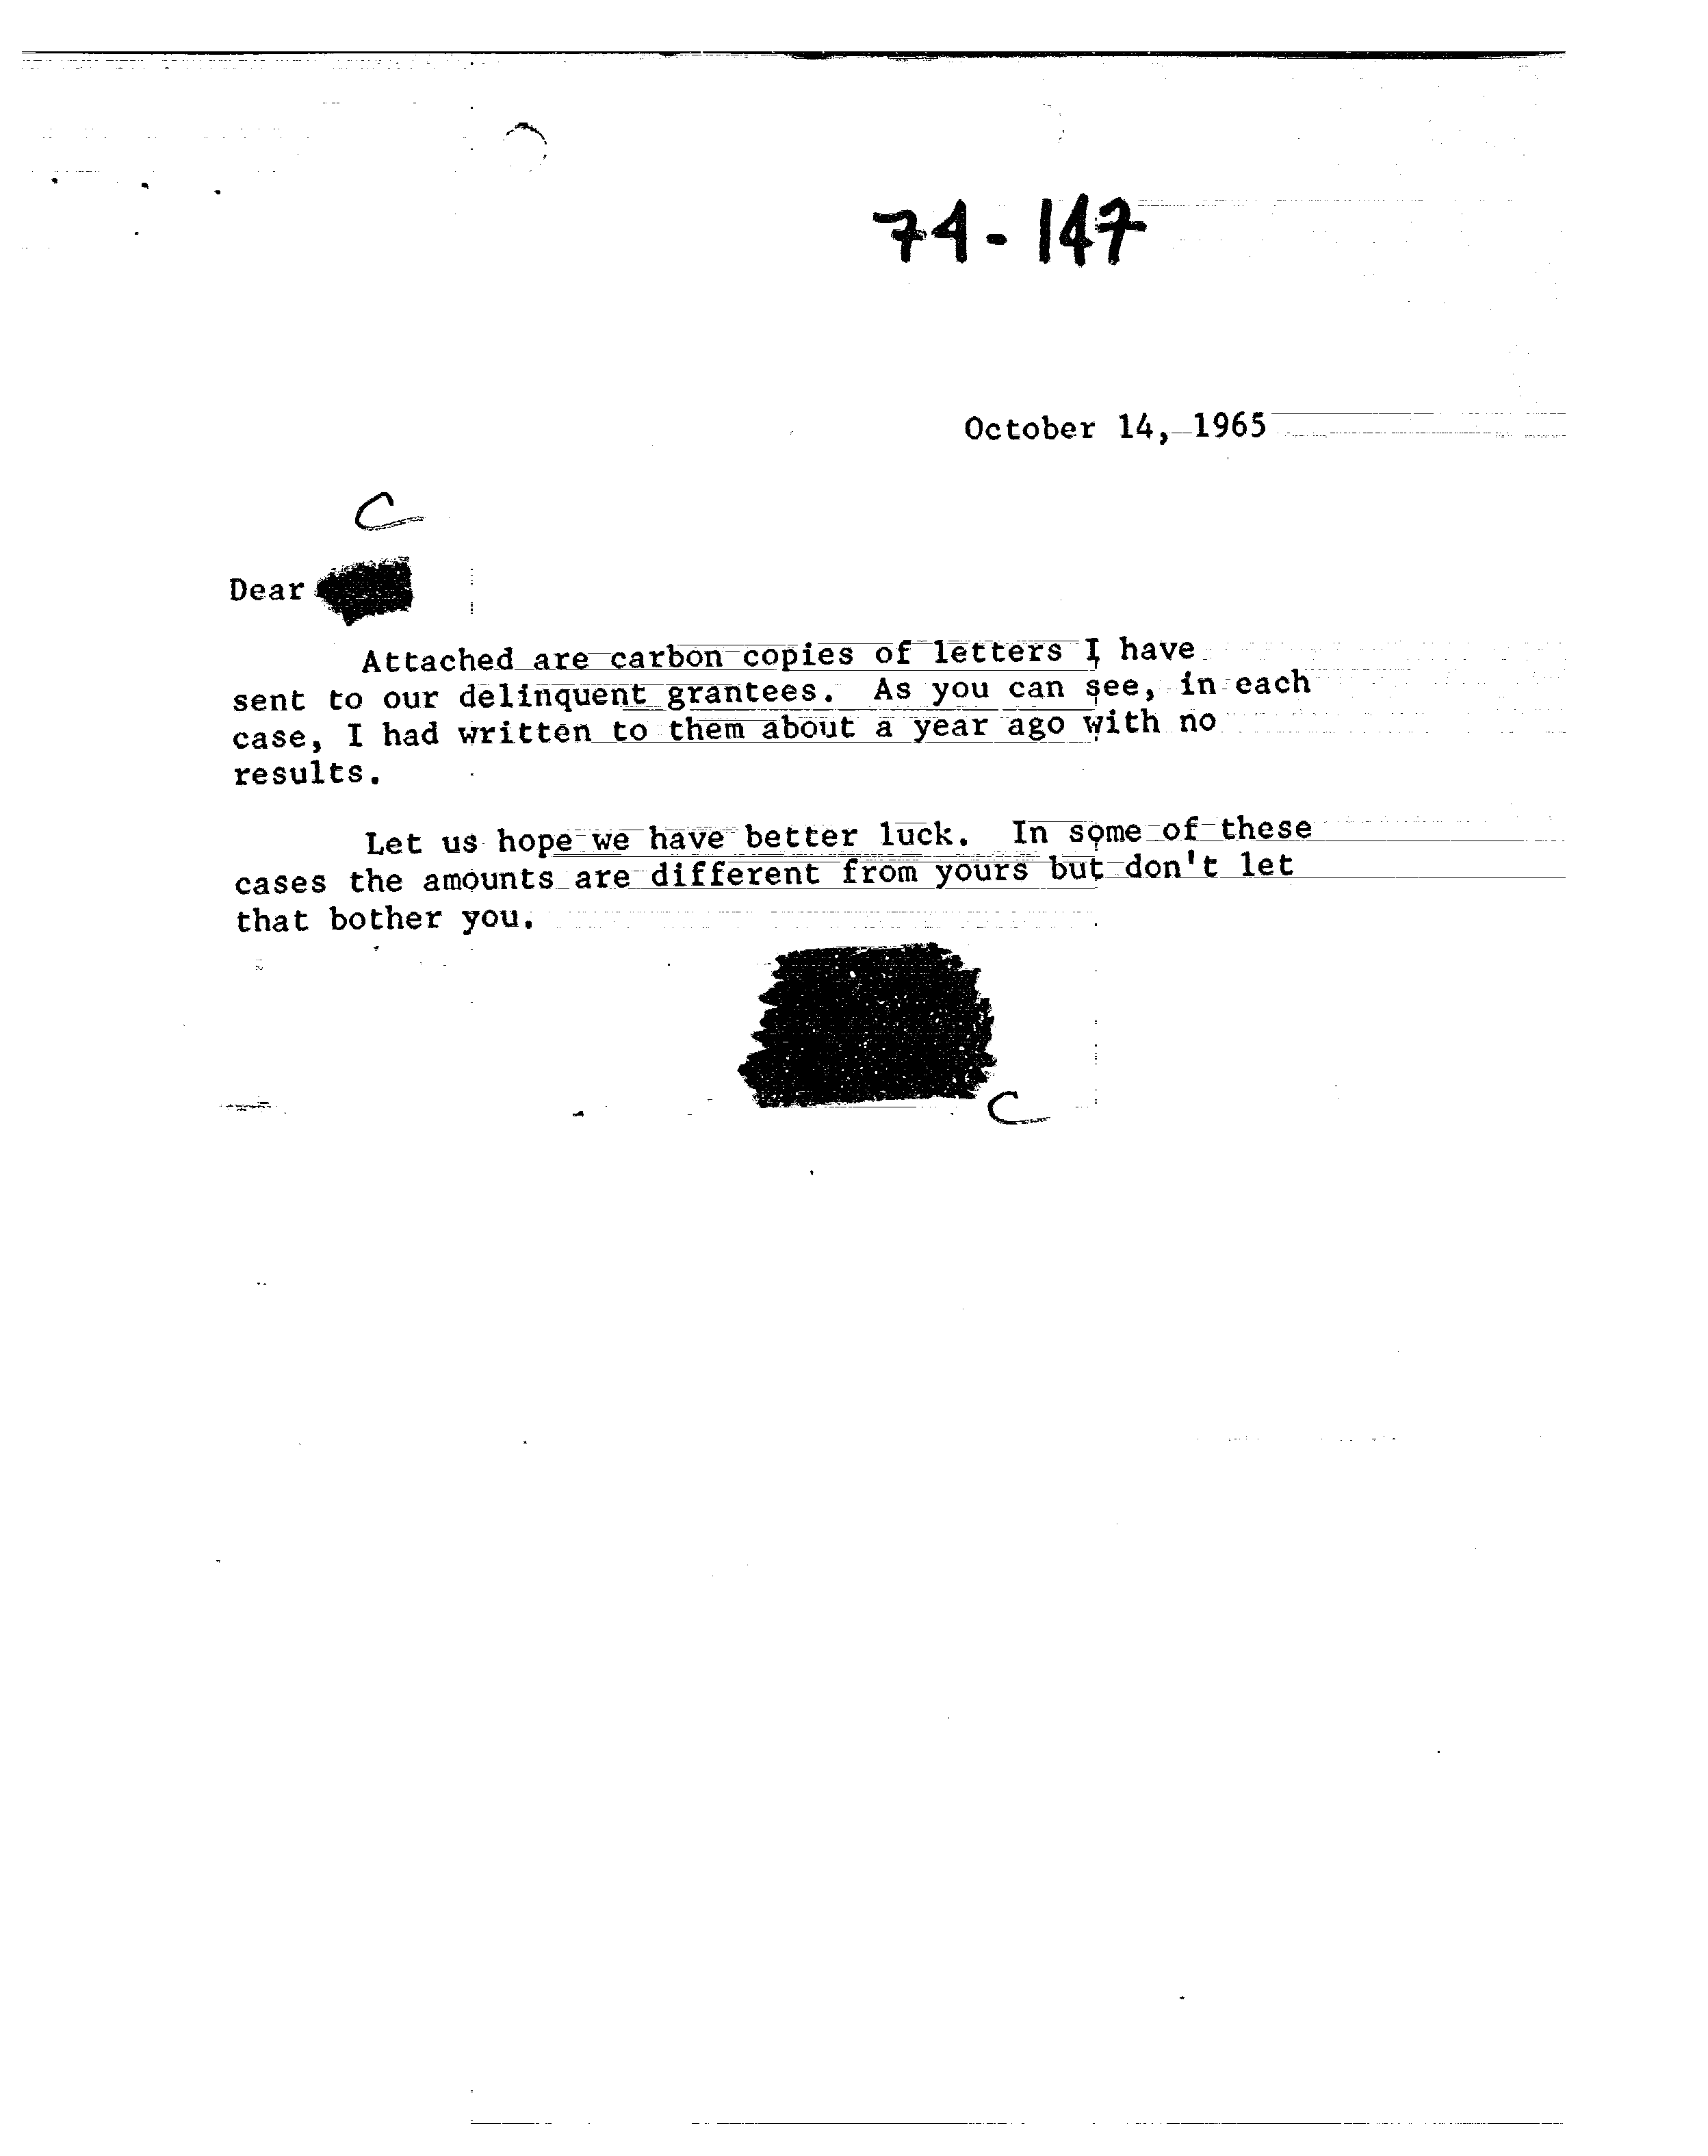 74-147
October 14, 1965
C
Dear
Attached are carbon copies of letters I have
sent to our delinquent grantees. As you can see, in each
case, I had written to them about a year ago with no
results.
Let us hope we have better luck. In some of these
cases the amounts are different from yours but don't let
that bother you.
C